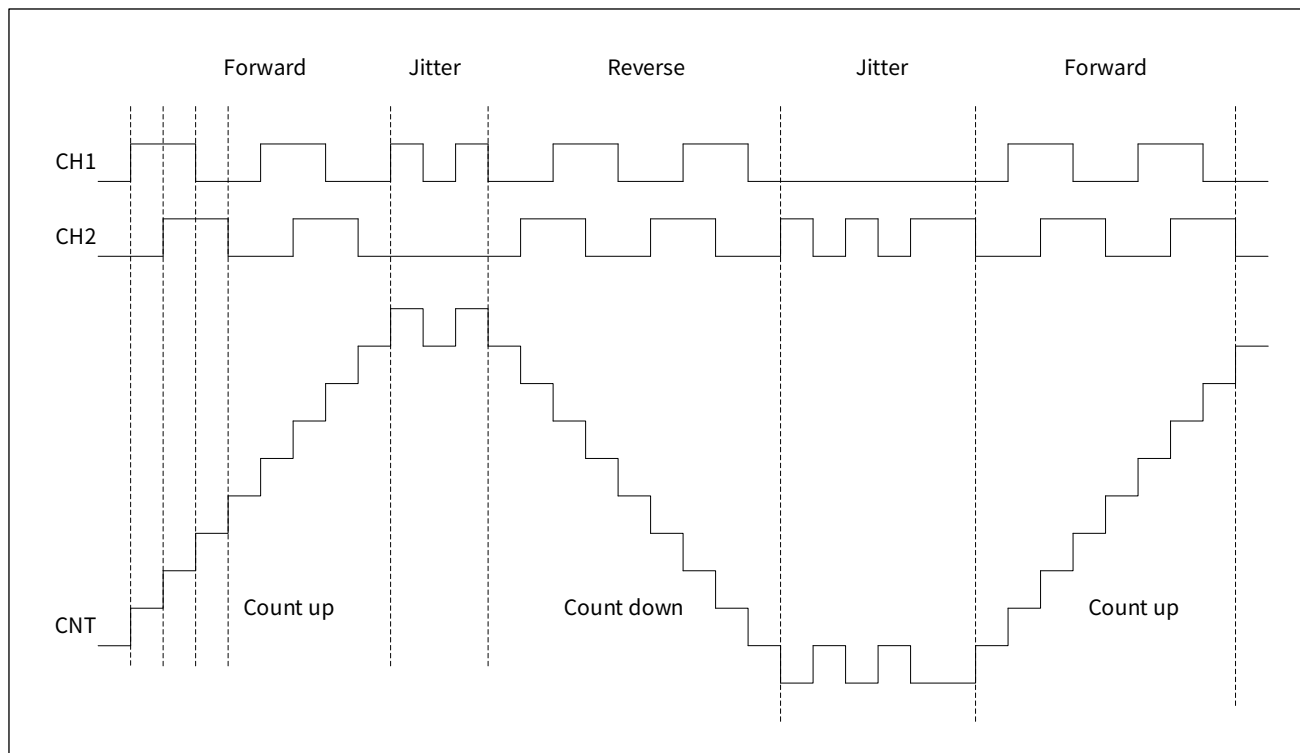 Forward Jitter Reverse Jitter Forward
CH1
CH2
Count up Count down Count up
CNT